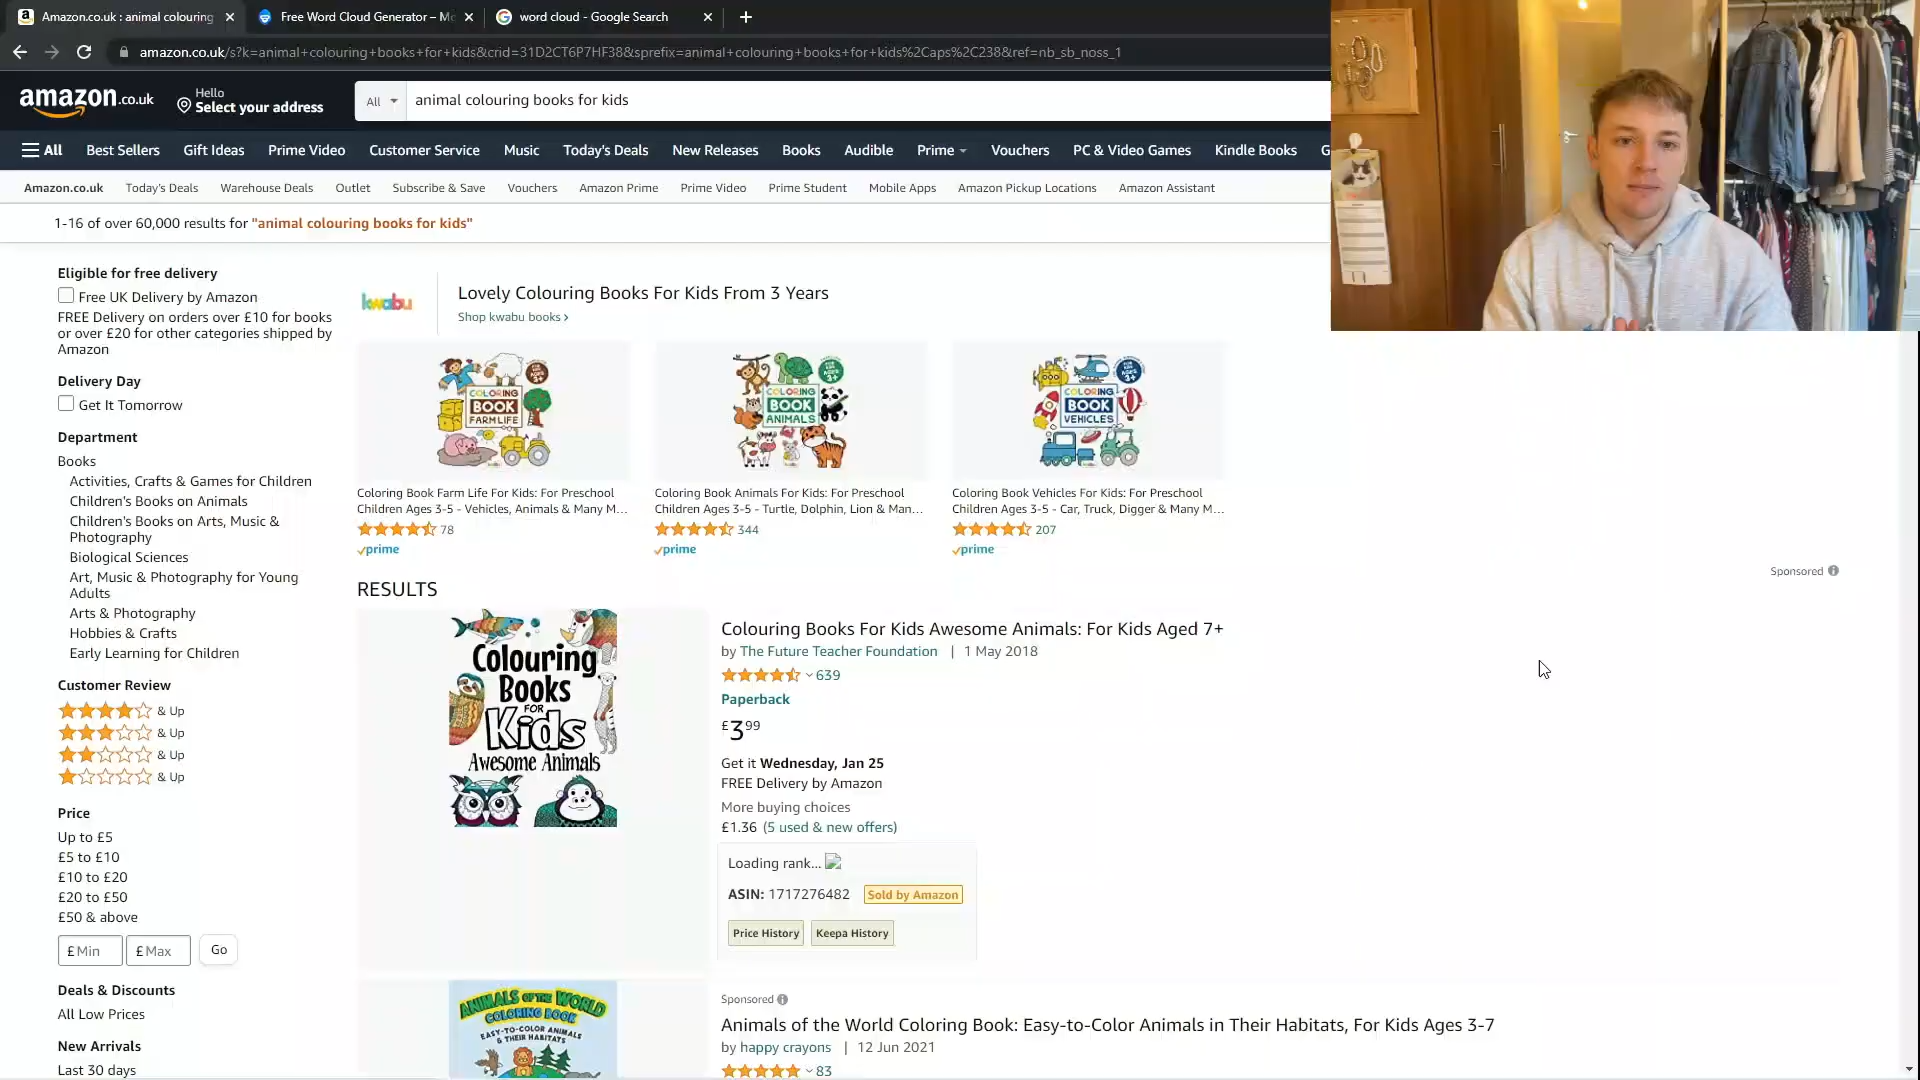 Amazon.co.uk : animal colouring
Free Word Cloud Generator – Mo
word cloud - Google Search
amazon.co.uk/s?k=animal+colouring+books+for+kids&crid=31D2CT6P7HF38&sprefix=animal+colouring+books+for+kids%2Caps%2C238&ref=nb_sb_noss_1
amazon.co.uk
Hello
Select your address
All
animal colouring books for kids
All Best Sellers Gift Ideas Prime Video Customer Service Music Today's Deals New Releases Books Audible Prime Vouchers PC & Video Games Kindle Books G
Amazon.co.uk Today's Deals Warehouse Deals Outlet Subscribe & Save Vouchers Amazon Prime Prime Video Prime Student Mobile Apps Amazon Pickup Locations Amazon Assistant
1-16 of over 60,000 results for "animal colouring books for kids"
Eligible for free delivery
Free UK Delivery by Amazon
FREE Delivery on orders over £10 for books
or over £20 for other categories shipped by
Amazon
Delivery Day
Get It Tomorrow
Department
Books
Activities, Crafts & Games for Children
Children's Books on Animals
Children's Books on Arts, Music &
Photography
Biological Sciences
Art, Music & Photography for Young
Adults
Arts & Photography
Hobbies & Crafts
Early Learning for Children
Customer Review
& Up
& Up
& Up
& Up
Price
Up to £5
£5 to £10
£10 to £20
£20 to £50
£50 & above
£ Min £ Max Go
Deals & Discounts
All Low Prices
New Arrivals
Last 30 days
kwabu
Lovely Colouring Books For Kids From 3 Years
Shop kwabu books ›
COLORING
BOOK
FARM LIFE
COLORING
BOOK
ANIMALS
COLORING
BOOK
VEHICLES
Coloring Book Farm Life For Kids: For Preschool
Children Ages 3-5 - Vehicles, Animals & Many M...
78
prime
Coloring Book Animals For Kids: For Preschool
Children Ages 3-5 - Turtle, Dolphin, Lion & Man...
344
prime
Coloring Book Vehicles For Kids: For Preschool
Children Ages 3-5 - Car, Truck, Digger & Many M...
207
prime
Sponsored
RESULTS
Colouring
Books
FOR
Kids
Awesome Animals
Colouring Books For Kids Awesome Animals: For Kids Aged 7+
by The Future Teacher Foundation | 1 May 2018
639
Paperback
£3.99
Get it Wednesday, Jan 25
FREE Delivery by Amazon
More buying choices
£1.36 (5 used & new offers)
Loading rank...
ASIN: 1717276482 Sold by Amazon
Price History Keepa History
ANIMALS OF THE WORLD
COLORING BOOK
EASY-TO-COLOR ANIMALS
& THEIR HABITATS
Sponsored
Animals of the World Coloring Book: Easy-to-Color Animals in Their Habitats, For Kids Ages 3-7
by happy crayons | 12 Jun 2021
83